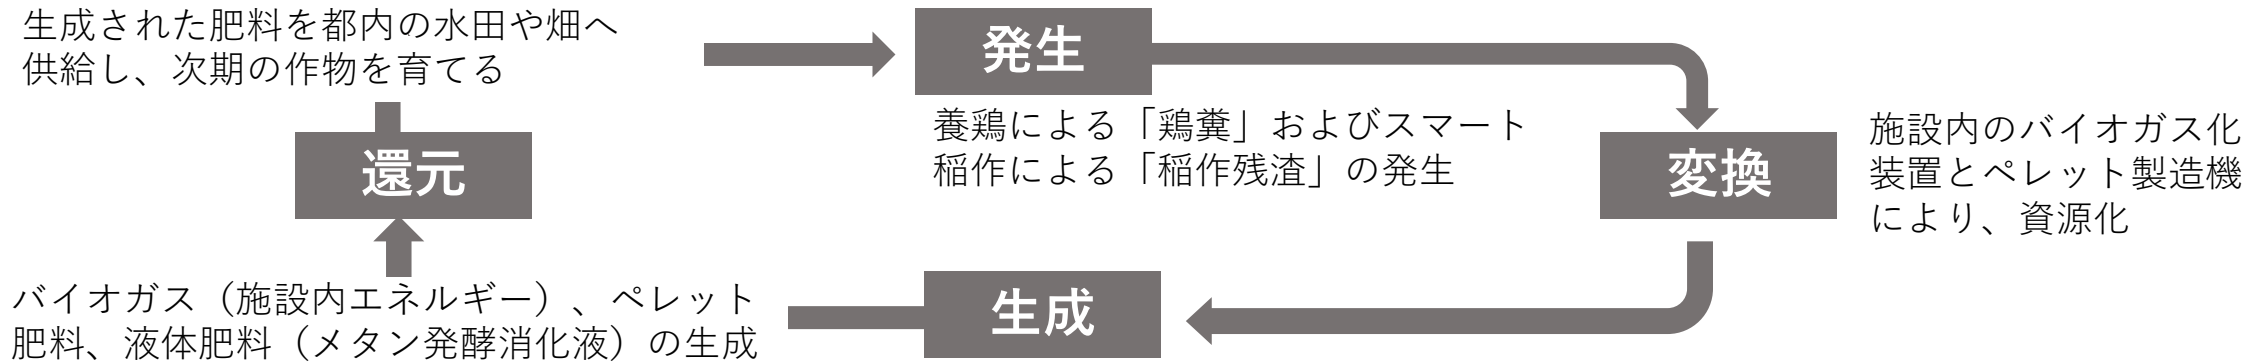 生成された肥料を都内の水田や畑へ
供給し、次期の作物を育てる
発生
養鶏による「鶏糞」およびスマート
稲作による「稲作残渣」の発生
変換
施設内のバイオガス化
装置とペレット製造機
により、資源化
生成
バイオガス（施設内エネルギー）、ペレット
肥料、液体肥料（メタン発酵消化液）の生成
還元